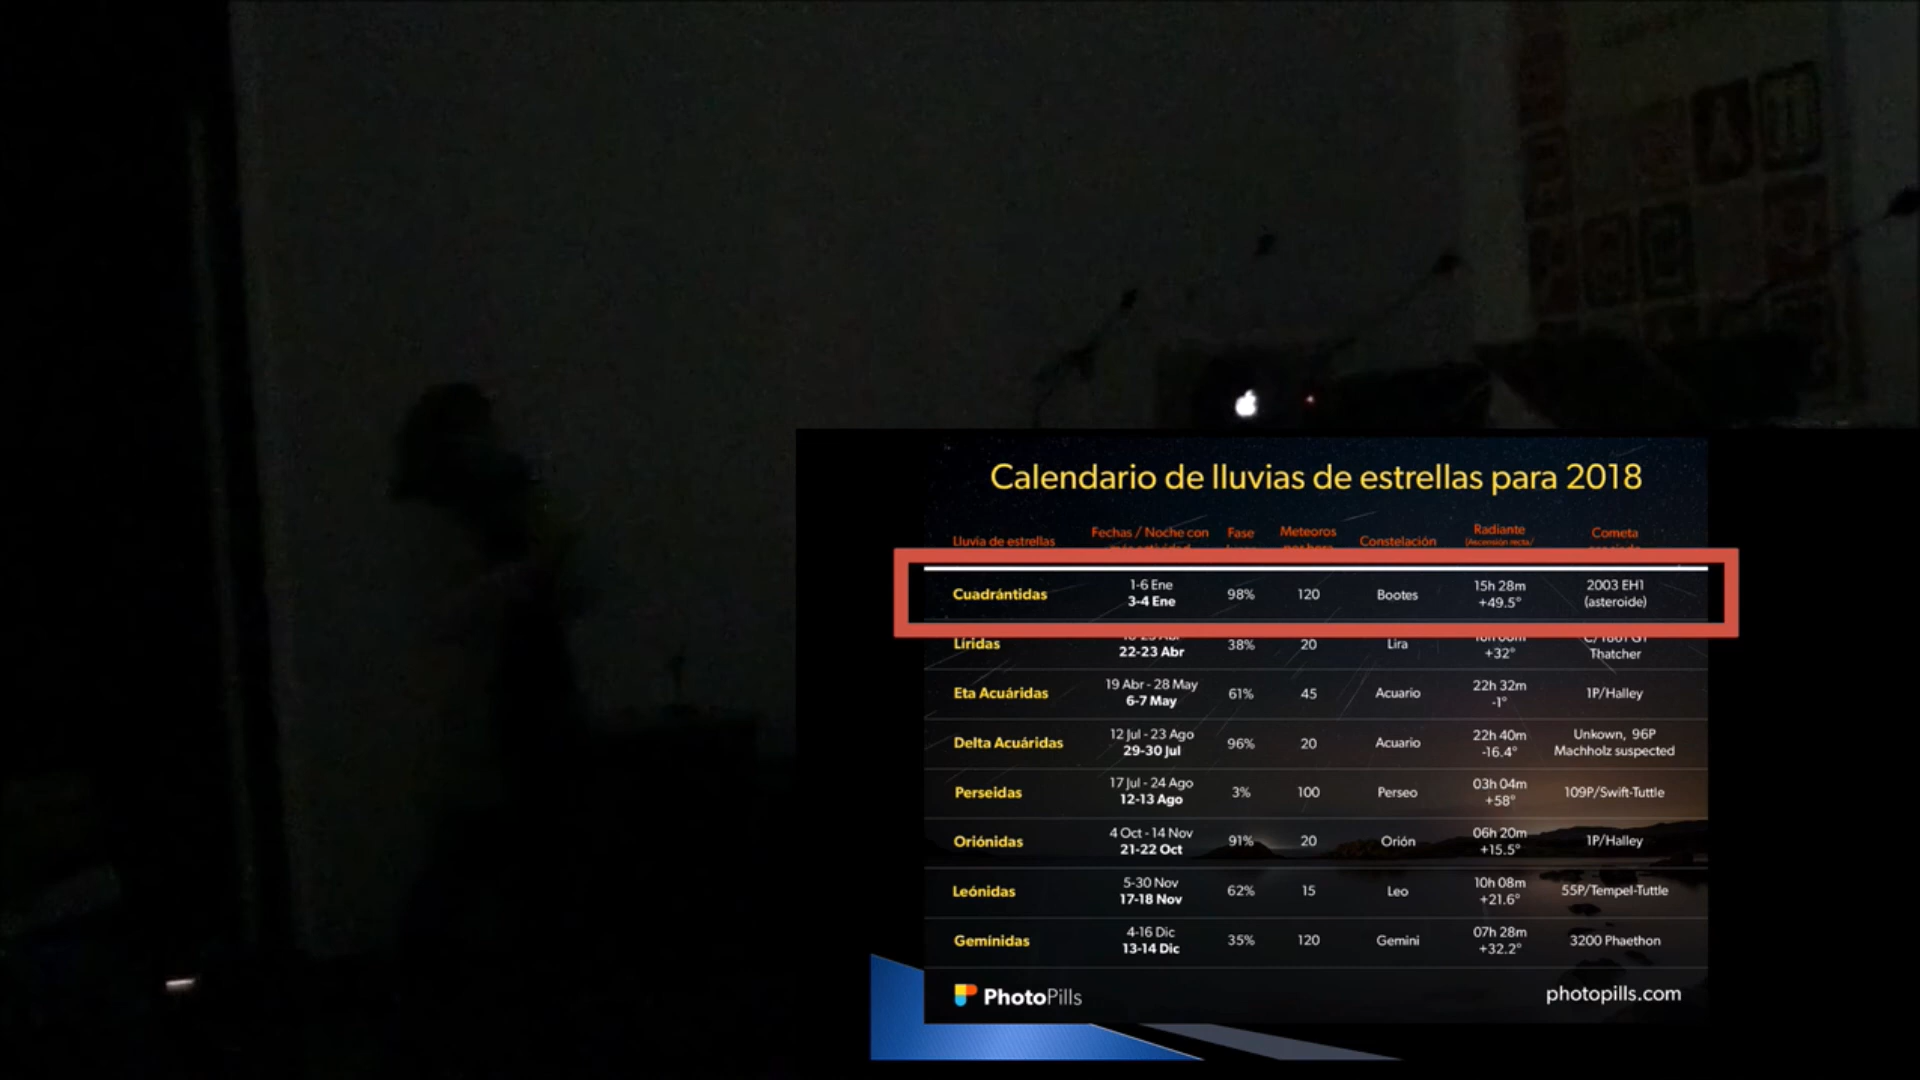 Calendario de lluvias de estrellas para 2018
Lluvia de estrellas Fechas / Noche con Fase Meteoros Constelación Radiante Cometa
(Ascensión recta/
Cuadrántidas 1-6 Ene 3-4 Ene 98% 120 Bootes 15h 28m +49.5° 2003 EH1 (asteroide)
Líridas 22-23 Abr 38% 20 Lira +32° Thatcher
Eta Acuáridas 19 Abr - 28 May 6-7 May 61% 45 Acuario 22h 32m -1° 1P/Halley
Delta Acuáridas 12 Jul - 23 Ago 29-30 Jul 96% 20 Acuario 22h 40m -16.4° Unkown, 96P Machholz suspected
Perseidas 17 Jul - 24 Ago 12-13 Ago 3% 100 Perseo 03h 04m +58° 109P/Swift-Tuttle
Oriónidas 4 Oct - 14 Nov 21-22 Oct 91% 20 Orión 06h 20m +15.5° 1P/Halley
Leónidas 5-30 Nov 17-18 Nov 62% 15 Leo 10h 08m +21.6° 55P/Tempel-Tuttle
Gemínidas 4-16 Dic 13-14 Dic 35% 120 Gemini 07h 28m +32.2° 3200 Phaethon
PhotoPills
photopills.com